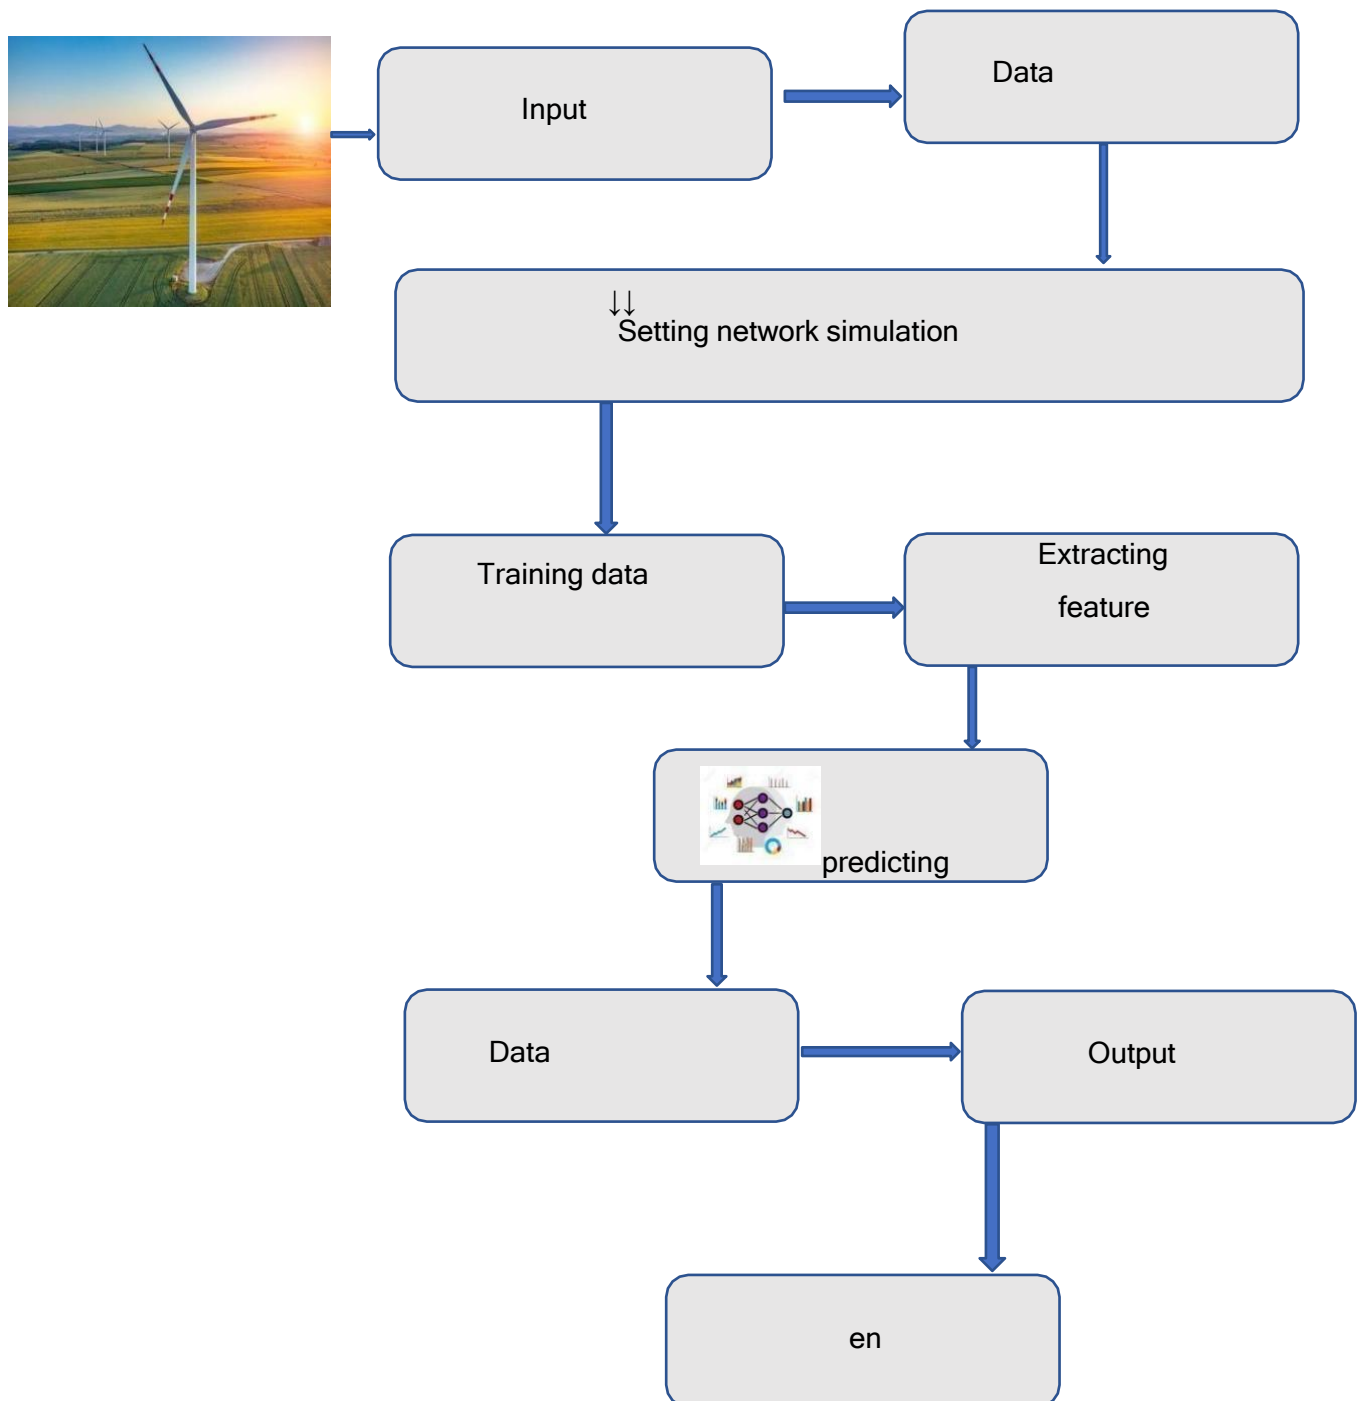 Input
Data
↓↓
Setting network simulation
Training data
Extracting
feature
predicting
Data
Output
en